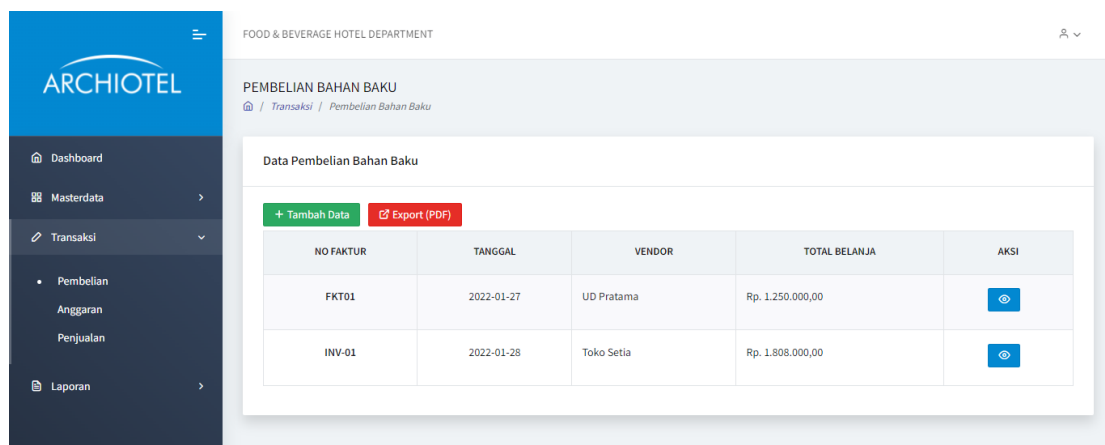 FOOD & BEVERAGE HOTEL DEPARTMENT
ARCHIOTEL
PEMBELIAN BAHAN BAKU
/ Transaksi / Pembelian Bahan Baku
Dashboard
Masterdata
Transaksi
Pembelian
Anggaran
Penjualan
Laporan
Data Pembelian Bahan Baku
+ Tambah Data Export (PDF)
NO FAKTUR TANGGAL VENDOR TOTAL BELANJA AKSI
FKT01 2022-01-27 UD Pratama Rp. 1.250.000,00
INV-01 2022-01-28 Toko Setia Rp. 1.808.000,00